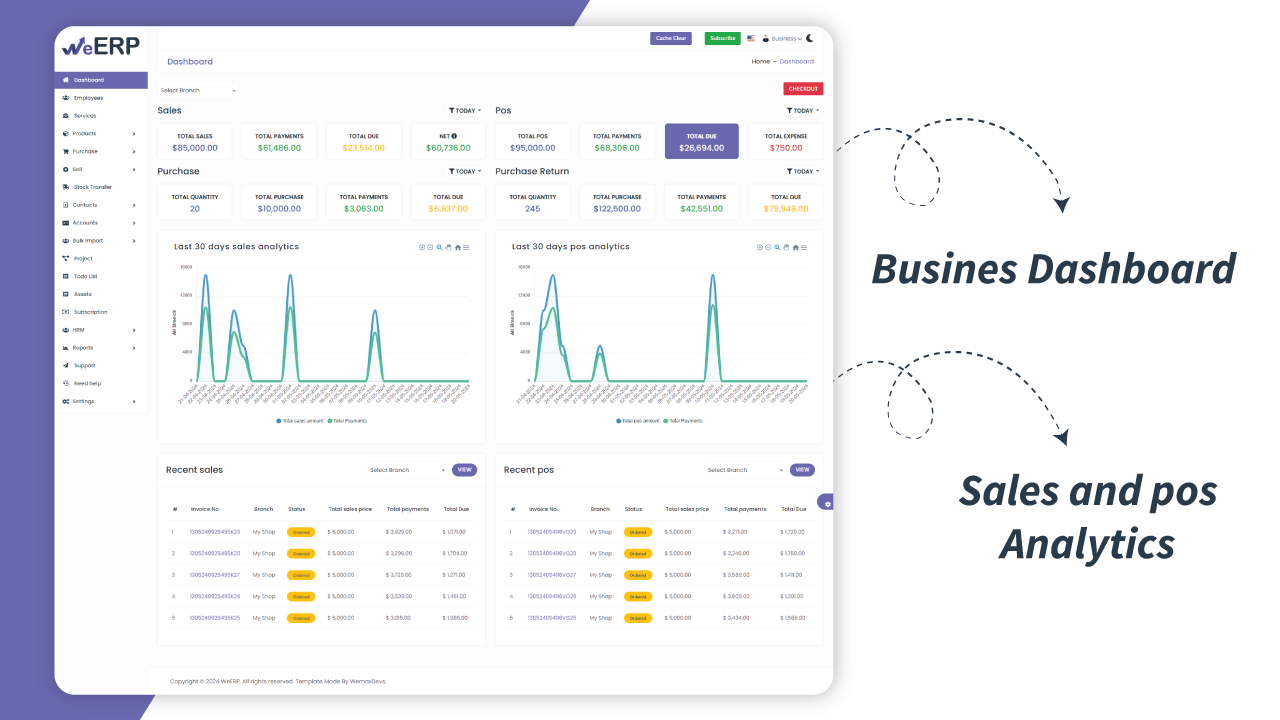 WeERP
Cache Clear Subscribe Business
Dashboard Home – Dashboard
Dashboard
Employees
Services
Products
Purchase
Sell
Stock Transfer
Contacts
Accounts
Bulk Import
Project
Todo List
Assets
Subscription
HRM
Reports
Support
Need help
Settings
Select Branch CHECKOUT
Sales TODAY
TOTAL SALES TOTAL PAYMENTS TOTAL DUE NET
$85,000.00 $61,486.00 $23,514.00 $60,736.00
Pos TODAY
TOTAL POS TOTAL PAYMENTS TOTAL DUE TOTAL EXPENSE
$95,000.00 $68,306.00 $26,694.00 $750.00
Purchase TODAY
TOTAL QUANTITY TOTAL PURCHASE TOTAL PAYMENTS TOTAL DUE
20 $10,000.00 $3,063.00 $6,937.00
Purchase Return TODAY
TOTAL QUANTITY TOTAL PURCHASE TOTAL PAYMENTS TOTAL DUE
245 $122,500.00 $42,551.00 $79,949.00
Last 30 days sales analytics
All Branch
Total sales amount Total Payments
Last 30 days pos analytics
All Branch
Total pos amount Total Payments
Recent sales Select Branch VIEW
# Invoice No. Branch Status Total sales price Total payments Total Due
1 My Shop Ordered $ 5,000.00 $ 3,929.00 $ 1,071.00
2 My Shop Ordered $ 5,000.00 $ 3,296.00 $ 1,704.00
3 My Shop Ordered $ 5,000.00 $ 3,729.00 $ 1,271.00
4 My Shop Ordered $ 5,000.00 $ 3,539.00 $ 1,461.00
5 My Shop Ordered $ 5,000.00 $ 3,015.00 $ 1,985.00
Recent pos Select Branch VIEW
# Invoice No. Branch Status Total sales price Total payments Total Due
1 My Shop Ordered $ 5,000.00 $ 3,271.00 $ 1,729.00
2 My Shop Ordered $ 5,000.00 $ 3,240.00 $ 1,760.00
3 My Shop Ordered $ 5,000.00 $ 3,589.00 $ 1,411.00
4 My Shop Ordered $ 5,000.00 $ 3,609.00 $ 1,391.00
5 My Shop Ordered $ 5,000.00 $ 3,434.00 $ 1,566.00
Copyright © 2024 WeERP. All rights reserved. Template Made By WemaxDevs.
Busines Dashboard
Sales and pos
Analytics